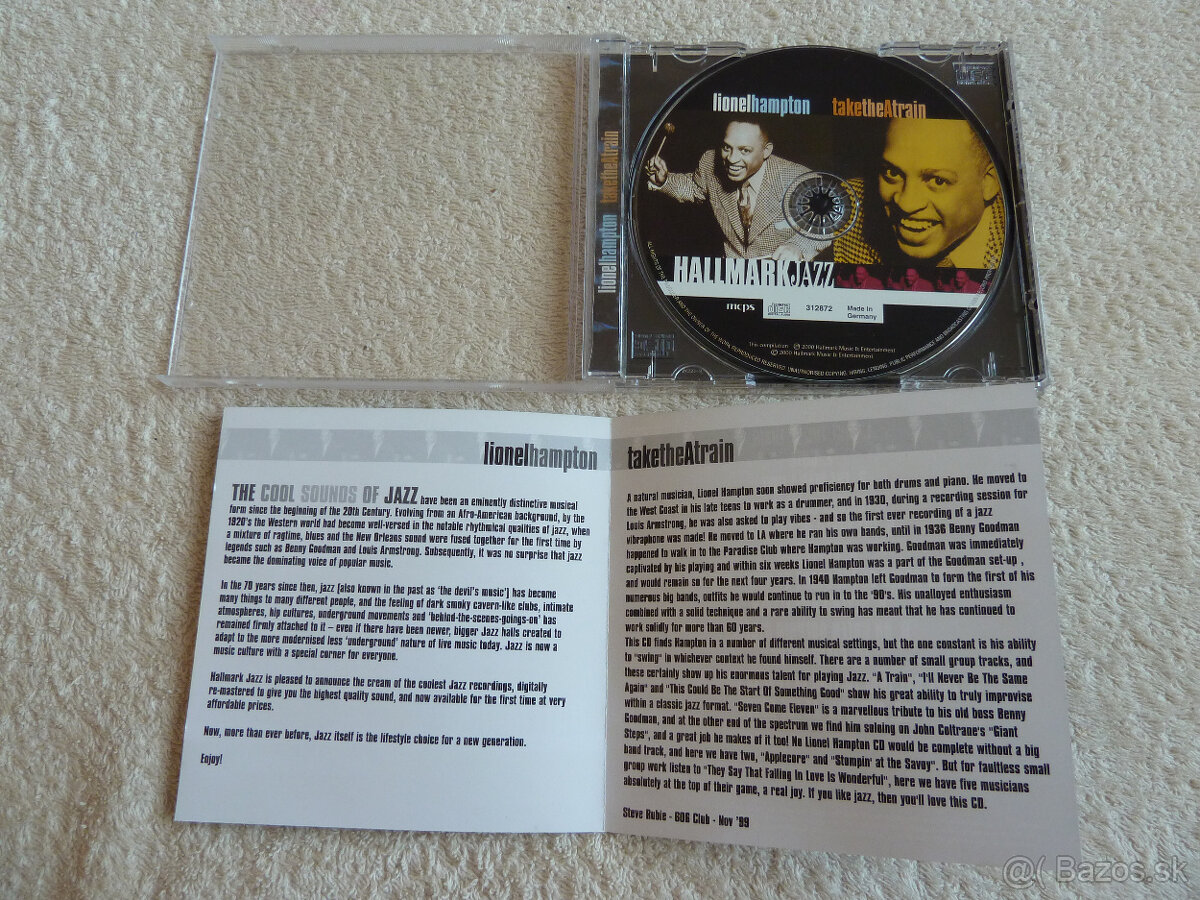 lionelhampton taketheAtrain
lionelhampton taketheAtrain
HALLMARKJAZZ
mcps 312872 Made in
Germany
This compilation ℗ 2000 Hallmark Music & Entertainment
© 2000 Hallmark Music & Entertainment
lionelhampton
THE COOL SOUNDS OF JAZZ have been an eminently distinctive musical
form since the beginning of the 20th Century. Evolving from an Afro-American background, by the
1920's the Western world had become well-versed in the notable rhythmical qualities of jazz, when
a mixture of ragtime, blues and the New Orleans sound were fused together for the first time by
legends such as Benny Goodman and Louis Armstrong. Subsequently, it was no surprise that jazz
became the dominating voice of popular music.
In the 70 years since then, jazz [also known in the past as 'the devil's music'] has become
many things to many different people, and the feeling of dark smoky cavern-like clubs, intimate
atmospheres, hip cultures, underground movements and 'behind-the-scenes-goings-on' has
remained firmly attached to it – even if there have been newer, bigger Jazz halls created to
adapt to the more modernised less 'underground' nature of live music today. Jazz is now a
music culture with a special corner for everyone.
Hallmark Jazz is pleased to announce the cream of the coolest Jazz recordings, digitally
re-mastered to give you the highest quality sound, and now available for the first time at very
affordable prices.
Now, more than ever before, Jazz itself is the lifestyle choice for a new generation.
Enjoy!
taketheAtrain
A natural musician, Lionel Hampton soon showed proficiency for both drums and piano. He moved to
the West Coast in his late teens to work as a drummer, and in 1930, during a recording session for
Louis Armstrong, he was also asked to play vibes - and so the first ever recording of a jazz
vibraphone was made! He moved to LA where he ran his own bands, until in 1936 Benny Goodman
happened to walk in to the Paradise Club where Hampton was working. Goodman was immediately
captivated by his playing and within six weeks Lionel Hampton was a part of the Goodman set-up ,
and would remain so for the next four years. In 1940 Hampton left Goodman to form the first of his
numerous big bands, outfits he would continue to run in to the '90's. His unalloyed enthusiasm
combined with a solid technique and a rare ability to swing has meant that he has continued to
work solidly for more than 60 years.
This CD finds Hampton in a number of different musical settings, but the one constant is his ability
to "swing" in whichever context he found himself. There are a number of small group tracks, and
these certainly show up his enormous talent for playing Jazz. "A Train", "I'll Never Be The Same
Again" and "This Could Be The Start Of Something Good" show his great ability to truly improvise
within a classic jazz format. "Seven Come Eleven" is a marvellous tribute to his old boss Benny
Goodman, and at the other end of the spectrum we find him soloing on John Coltrane's "Giant
Steps", and a great job he makes of it too! No Lionel Hampton CD would be complete without a big
band track, and here we have two, "Applecore" and "Stompin' at the Savoy". But for faultless small
group work listen to "They Say That Falling In Love Is Wonderful", here we have five musicians
absolutely at the top of their game, a real joy. If you like jazz, then you'll love this CD.
Steve Rubie - 606 Club - Nov '99
@( Bazos.sk